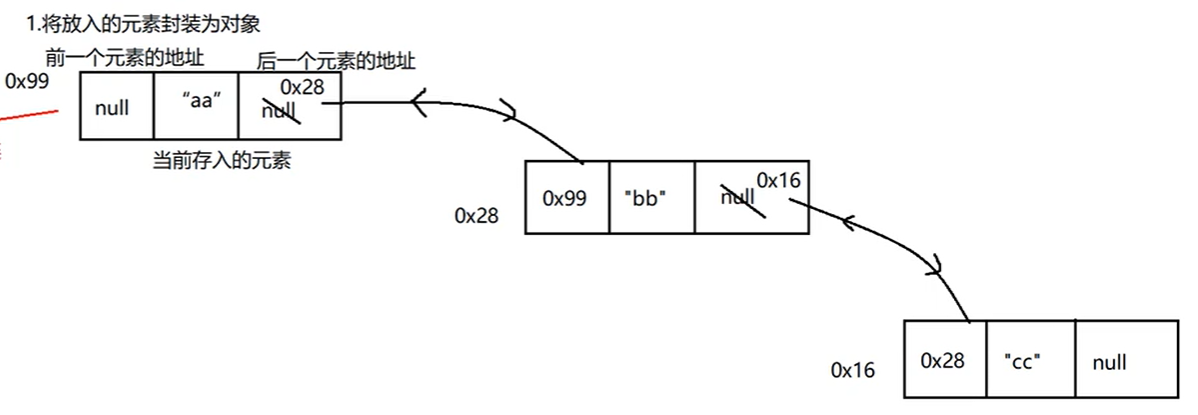 1.将放入的元素封装为对象
前一个元素的地址
后一个元素的地址
0x99
null
“aa”
0x28
null
当前存入的元素
0x28
0x99
"bb"
null
0x16
0x16
0x28
"cc"
null